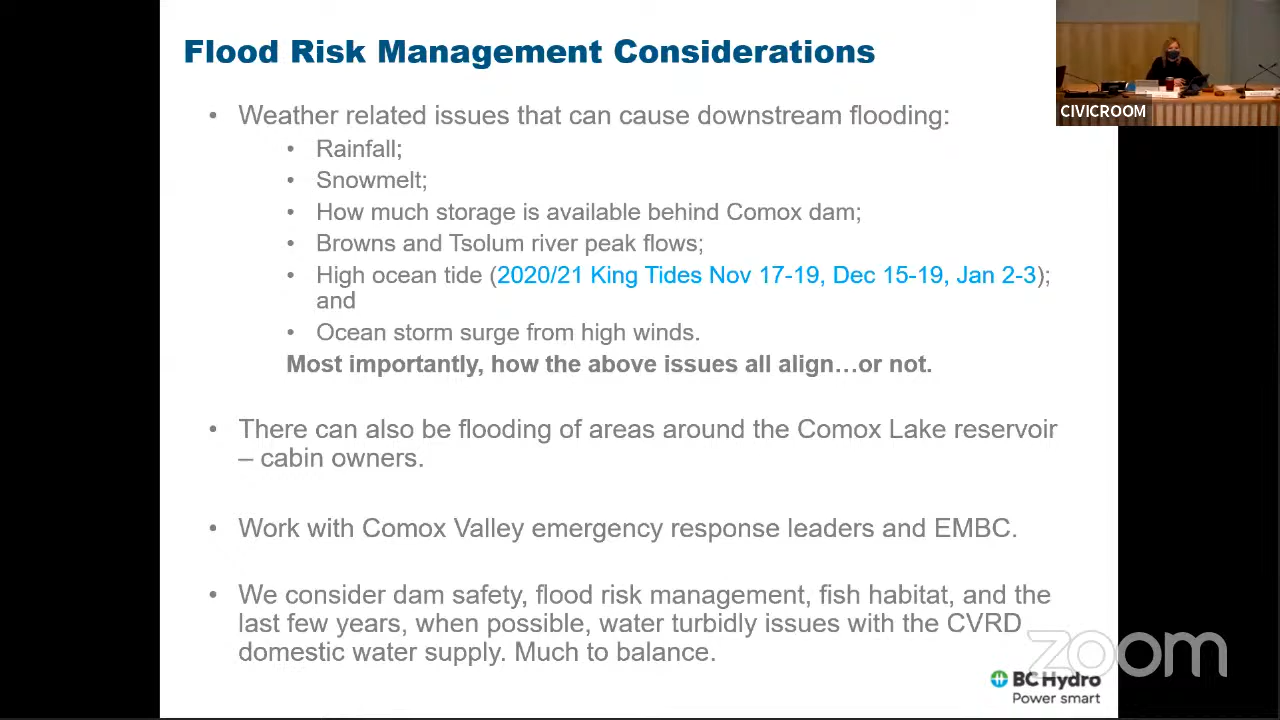 Flood Risk Management Considerations
CIVICROOM
• Weather related issues that can cause downstream flooding:
• Rainfall;
• Snowmelt;
• How much storage is available behind Comox dam;
• Browns and Tsolum river peak flows;
• High ocean tide (2020/21 King Tides Nov 17-19, Dec 15-19, Jan 2-3);
and
• Ocean storm surge from high winds.
Most importantly, how the above issues all align…or not.
• There can also be flooding of areas around the Comox Lake reservoir
– cabin owners.
• Work with Comox Valley emergency response leaders and EMBC.
• We consider dam safety, flood risk management, fish habitat, and the
last few years, when possible, water turbidly issues with the CVRD
domestic water supply. Much to balance.
zoom
BC Hydro
Power smart